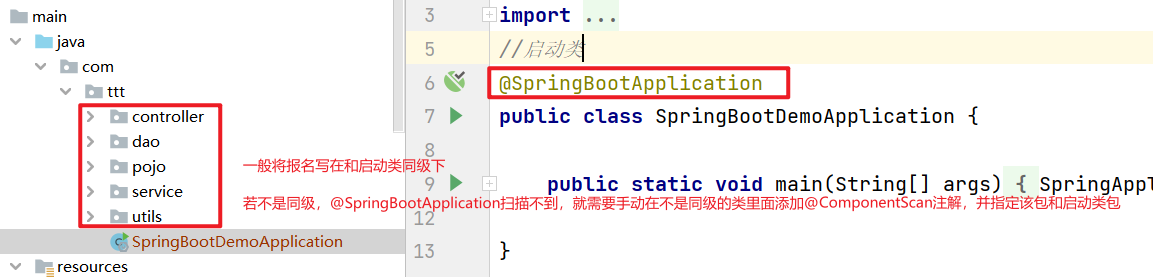 main
java
com
ttt
controller
dao
pojo
service
utils
SpringBootDemoApplication
resources
一般将报名写在和启动类同级下
若不是同级，@SpringBootApplication扫描不到，就需要手动在不是同级的类里面添加@ComponentScan注解，并指定该包和启动类包
3 import ...
5 //启动类
6 @SpringBootApplication
7 public class SpringBootDemoApplication {
8
9 public static void main(String[] args) { SpringAppl
12
13 }